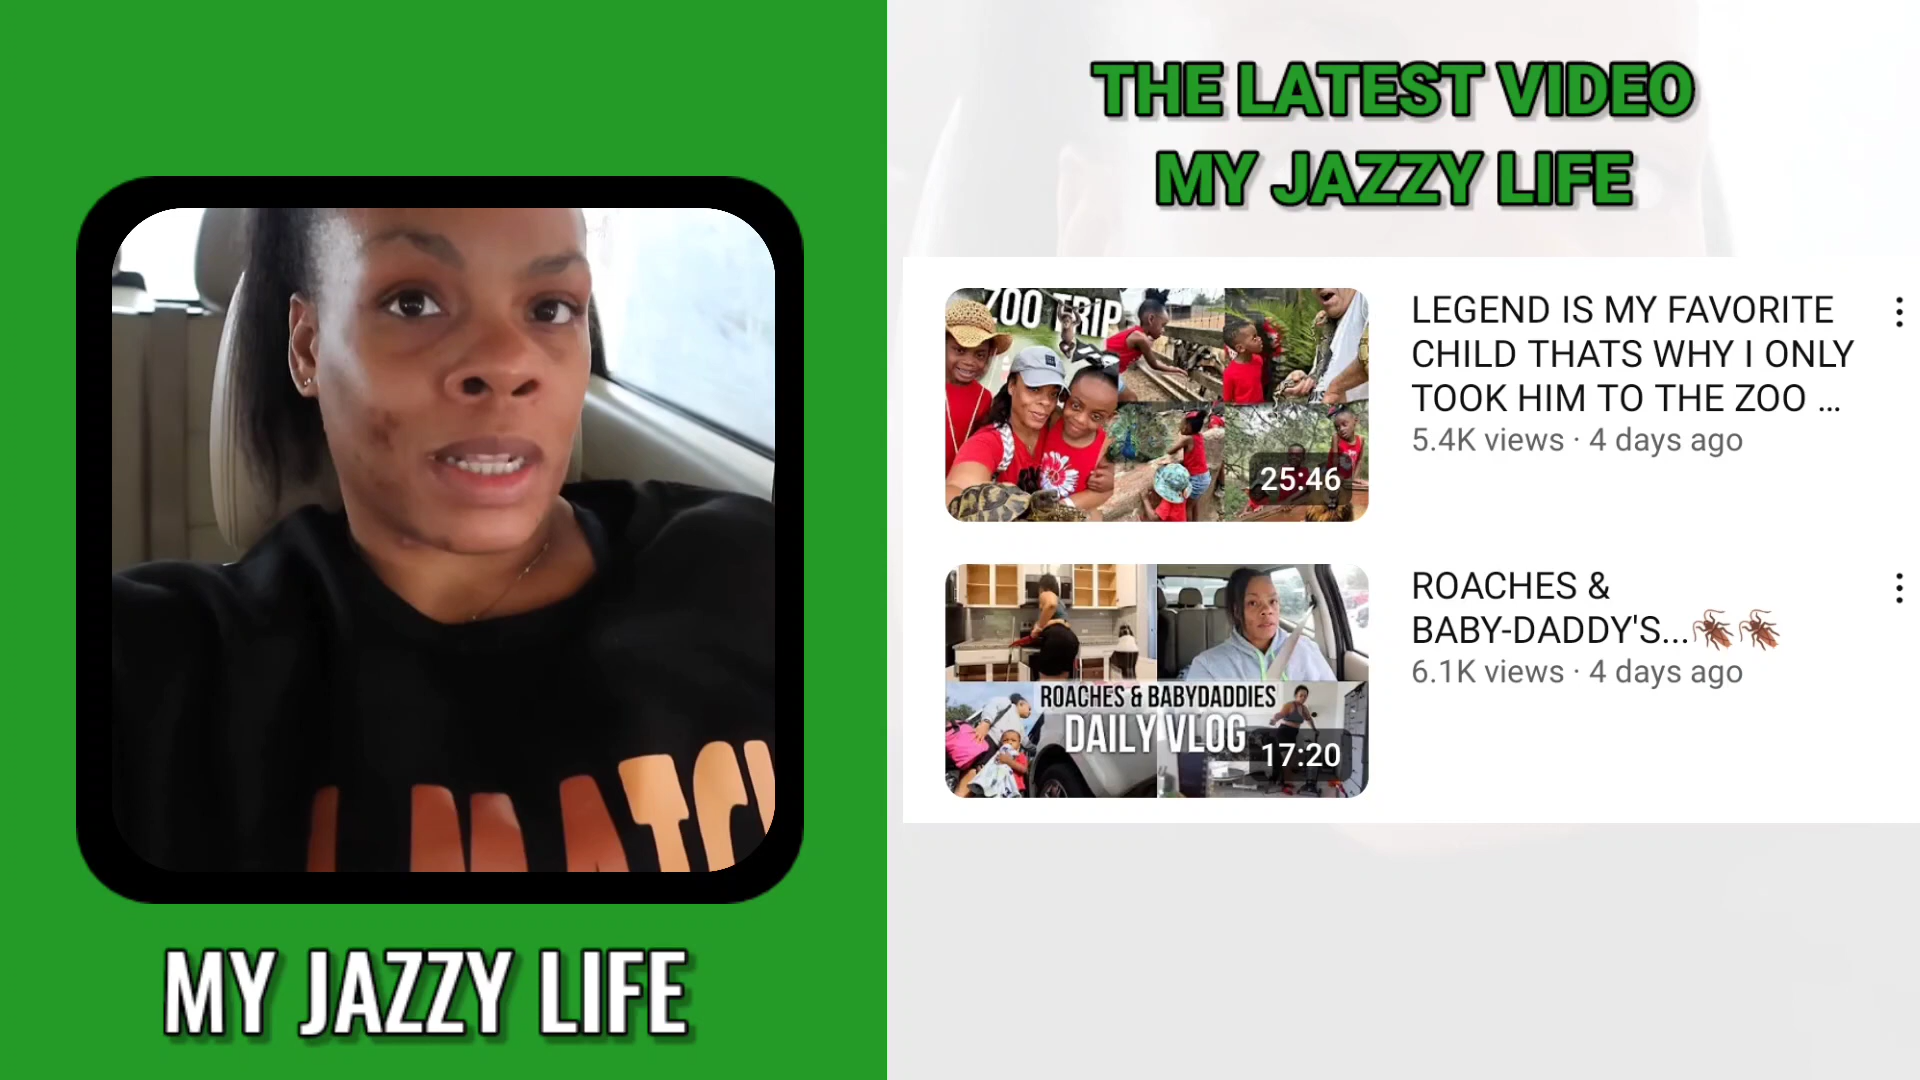 MY JAZZY LIFE
THE LATEST VIDEO
MY JAZZY LIFE
ZOO TRIP
25:46
LEGEND IS MY FAVORITE
CHILD THATS WHY I ONLY
TOOK HIM TO THE ZOO ...
5.4K views · 4 days ago
ROACHES & BABYDADDIES
DAILY VLOG
17:20
ROACHES &
BABY-DADDY'S...🪳🪳
6.1K views · 4 days ago